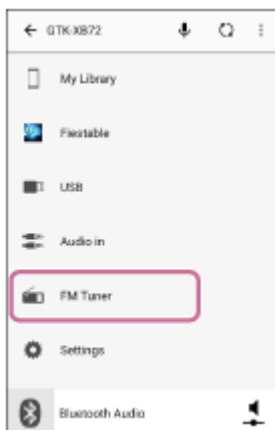 GTK-XB72
My Library
Fiestable
USB
Audio in
FM Tuner
Settings
Bluetooth Audio